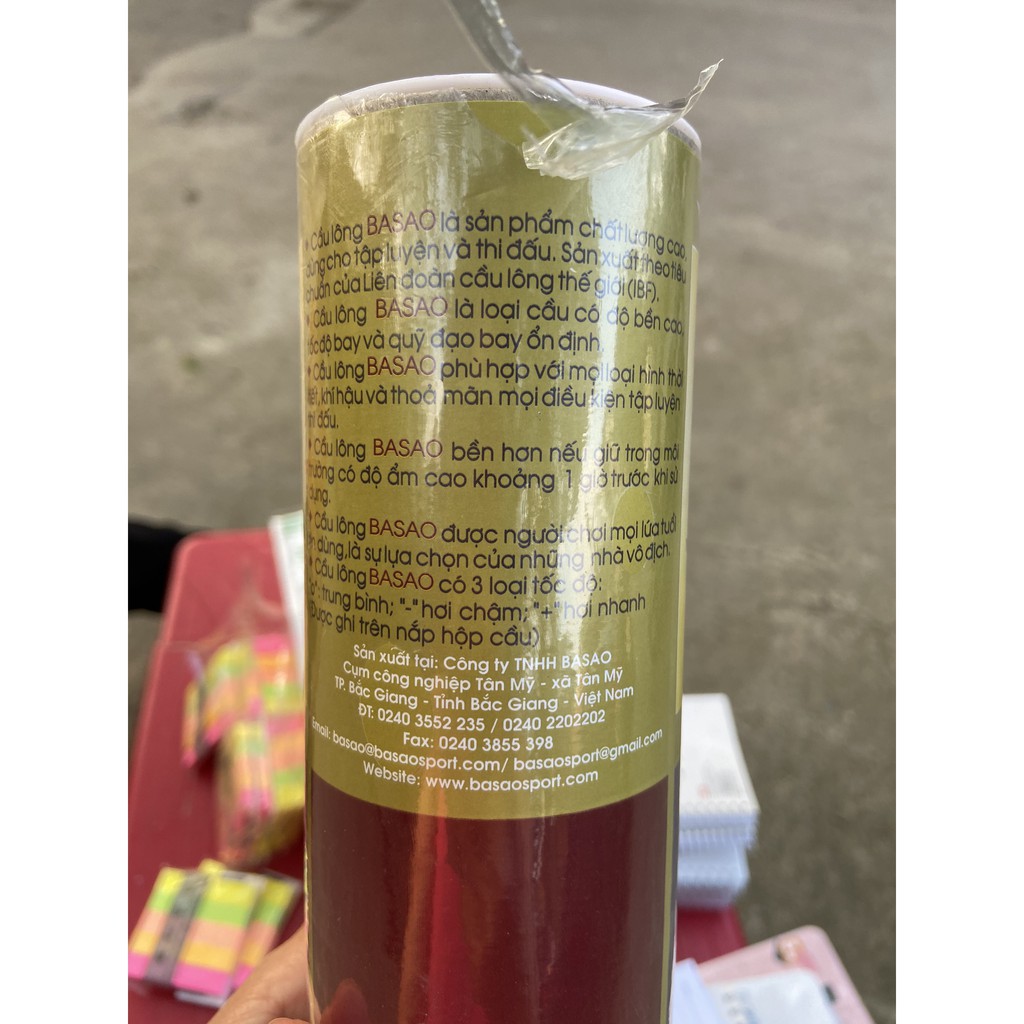 * Cầu lông BASAO là sản phẩm chất lượng cao,
dùng cho tập luyện và thi đấu. Sản xuất theo tiêu
chuẩn của Liên đoàn cầu lông thế giới (IBF).
* Cầu lông BASAO là loại cầu có độ bền cao,
tốc độ bay và quỹ đạo bay ổn định.
* Cầu lông BASAO phù hợp với mọi loại hình thời
tiết, khí hậu và thoả mãn mọi điều kiện tập luyện
thi đấu.
* Cầu lông BASAO bền hơn nếu giữ trong môi
trường có độ ẩm cao khoảng 1 giờ trước khi sử
dụng.
* Cầu lông BASAO được người chơi mọi lứa tuổi
tin dùng, là sự lựa chọn của những nhà vô địch.
* Cầu lông BASAO có 3 loại tốc độ:
"o": trung bình; "-" hơi chậm; "+" hơi nhanh
(Được ghi trên nắp hộp cầu)
Sản xuất tại: Công ty TNHH BASAO
Cụm công nghiệp Tân Mỹ - xã Tân Mỹ
TP. Bắc Giang - Tỉnh Bắc Giang - Việt Nam
ĐT: 0240 3552 235 / 0240 2202202
Fax: 0240 3855 398
Email: basao@basaosport.com/ basaosport@gmail.com
Website: www.basaosport.com